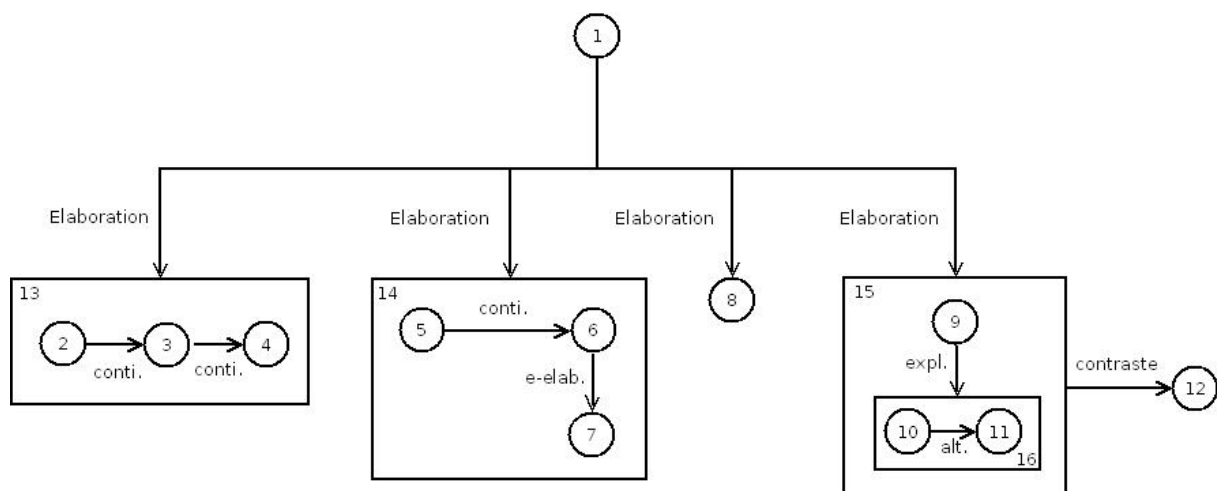 1
Elaboration
Elaboration
Elaboration
Elaboration
13
2
3
4
conti.
conti.
14
5
conti.
6
e-elab.
7
8
15
9
expl.
10
11
alt.
16
contraste
12